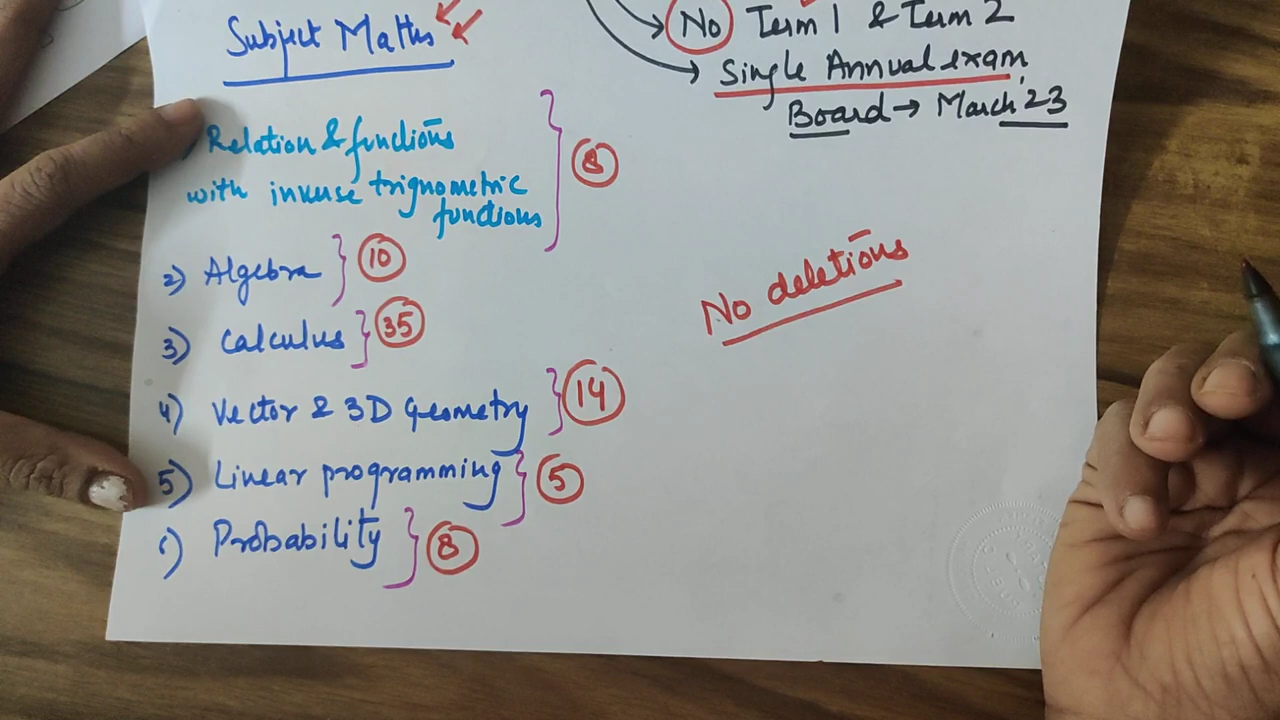 Subject Maths
No Term 1 & Term 2
Single Annual exam
Board → March'23
Relation & functions
with inverse trignometric
functions
8
2) Algebra 10
3) Calculus 35
4) Vector & 3D Geometry 14
5) Linear programming 5
Probability 8
No deletions